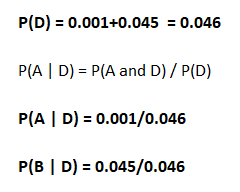 P(D) = 0.001+0.045  = 0.046
P(A | D) = P(A and D) / P(D)
P(A | D) = 0.001/0.046
P(B | D) = 0.045/0.046